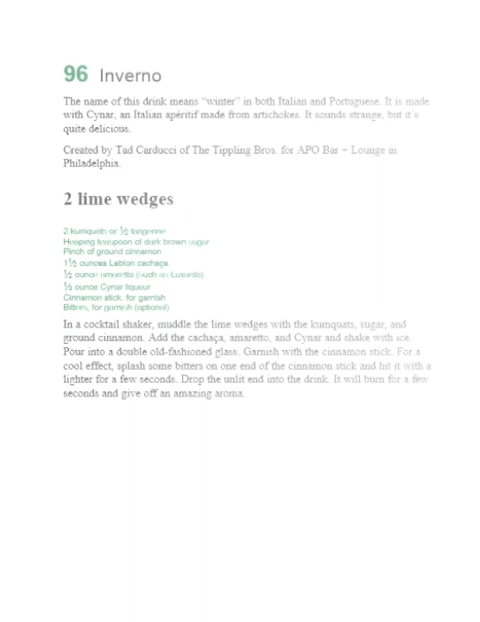 96 Inverno
The name of this drink means “winter” in both Italian and Portuguese. It is made
with Cynar, an Italian apéritif made from artichokes. It sounds strange, but it’s
quite delicious.
Created by Tad Carducci of The Tippling Bros. for APO Bar + Lounge in
Philadelphia.
2 lime wedges
2 kumquats or ½ tangerine
Heaping teaspoon of dark brown sugar
Pinch of ground cinnamon
1½ ounces Leblon cachaça
½ ounce amaretto (such as Luxardo)
ounce Cynar liqueur
Cinnamon stick, for garnish
Bitters, for garnish (optional)
In a cocktail shaker, muddle the lime wedges with the kumquats, sugar, and
ground cinnamon. Add the cachaça, amaretto, and Cynar and shake with ice.
Pour into a double old-fashioned glass. Garnish with the cinnamon stick. For a
cool effect, splash some bitters on one end of the cinnamon stick and hit it with a
lighter for a few seconds. Drop the unlit end into the drink. It will burn for a few
seconds and give off an amazing aroma.